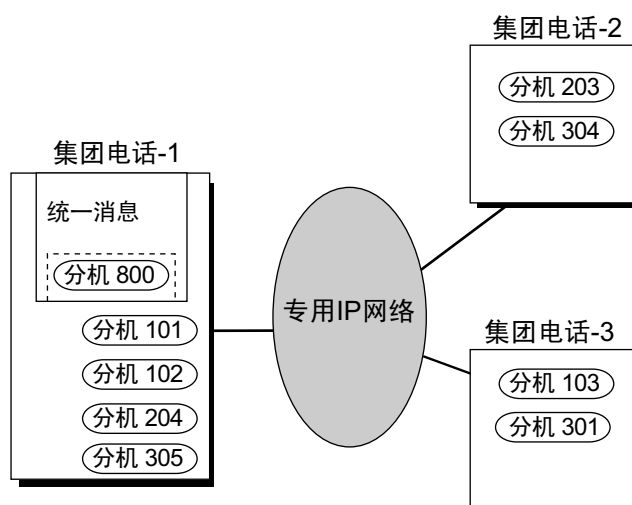 集团电话-1
统一消息
分机 800
分机 101
分机 102
分机 204
分机 305
专用IP网络
集团电话-2
分机 203
分机 304
集团电话-3
分机 103
分机 301